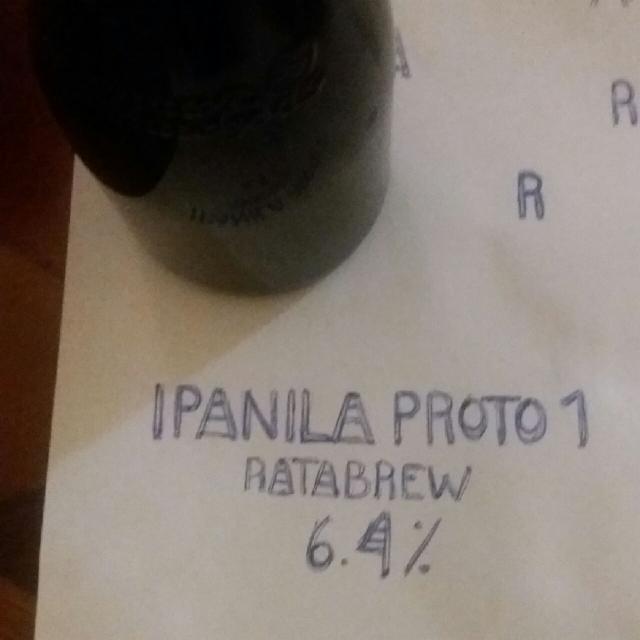 A
R
R
IPANILA PROTO 1
RATABREW
6.4%